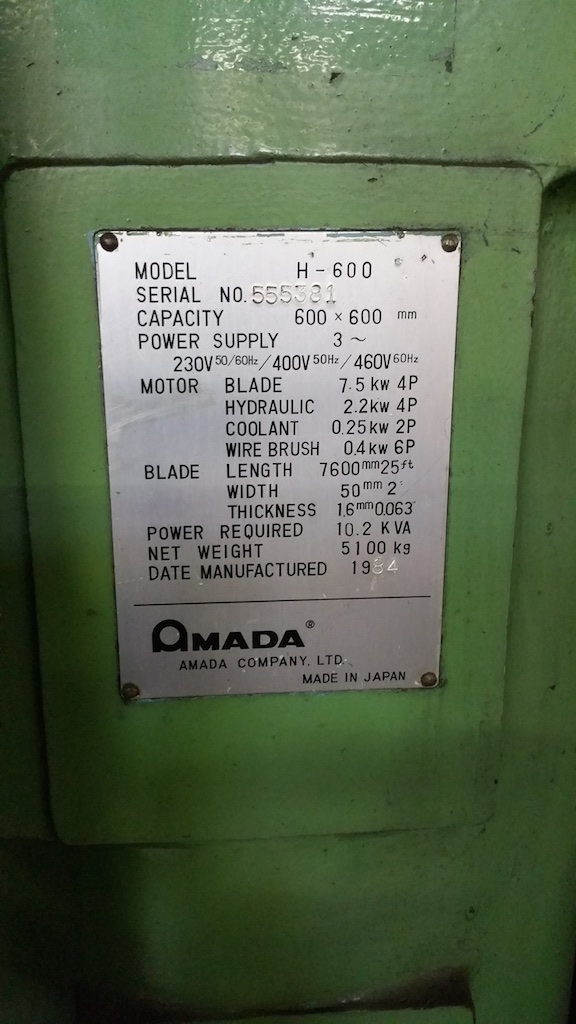 MODEL H-600
SERIAL NO. 555381
CAPACITY 600 × 600 mm
POWER SUPPLY 3 ~
230V 50/60Hz / 400V 50Hz / 460V 60Hz
MOTOR BLADE 7.5 kw 4P
HYDRAULIC 2.2 kw 4P
COOLANT 0.25 kw 2P
WIRE BRUSH 0.4 kw 6P
BLADE LENGTH 7600 mm 25 ft
WIDTH 50 mm 2"
THICKNESS 1.6 mm 0.063"
POWER REQUIRED 10.2 KVA
NET WEIGHT 5100 kg
DATE MANUFACTURED 1984
AMADA®
AMADA COMPANY, LTD.
MADE IN JAPAN